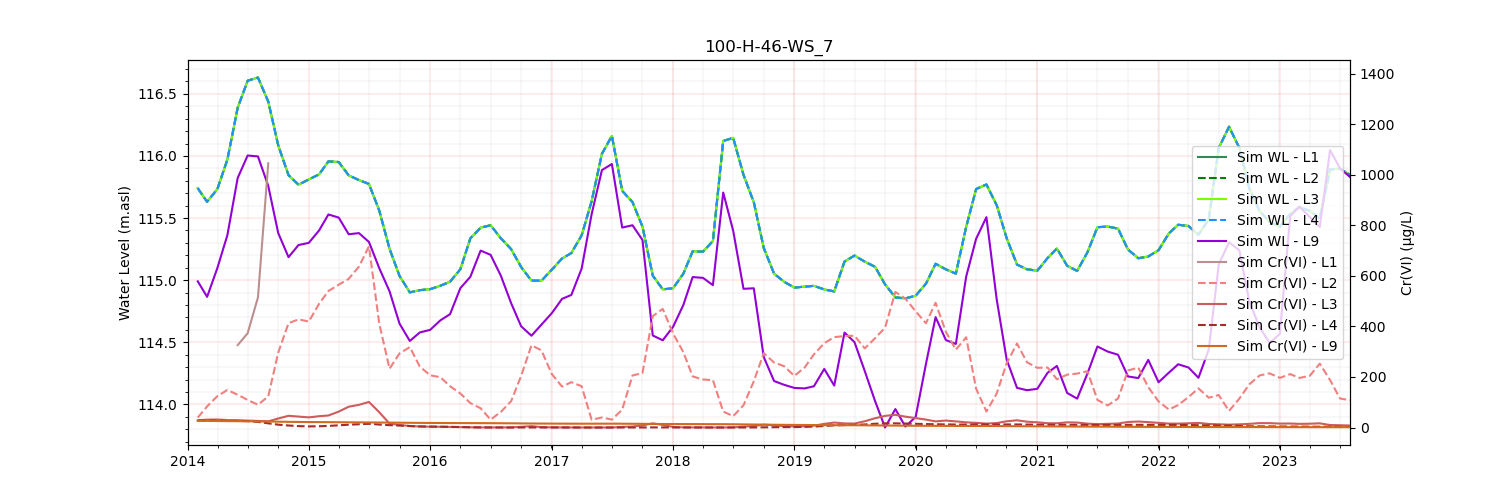 100-H-46-WS_7
Water Level (m.asl)
116.5
116.0
115.5
115.0
114.5
114.0
1400
1200
1000
800
600
400
200
0
Cr(VI) (µg/L)
Sim WL - L1
Sim WL - L2
Sim WL - L3
Sim WL - L4
Sim WL - L9
Sim Cr(VI) - L1
Sim Cr(VI) - L2
Sim Cr(VI) - L3
Sim Cr(VI) - L4
Sim Cr(VI) - L9
2014 2015 2016 2017 2018 2019 2020 2021 2022 2023